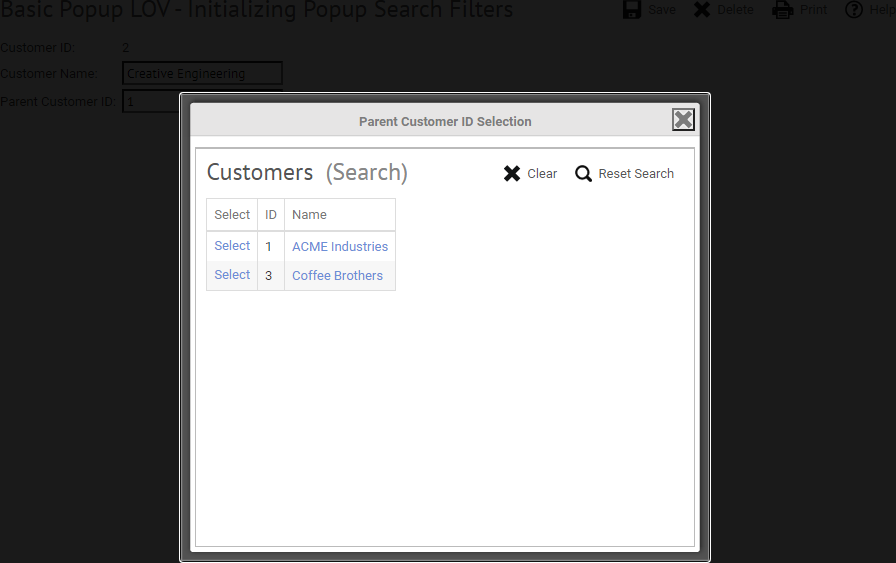 Basic Popup LOV - Initializing Popup Search Filters Save Delete Print Help
Customer ID: 2
Customer Name: Creative Engineering
Parent Customer ID: 1
Parent Customer ID Selection
Customers (Search) Clear Reset Search
Select ID Name
Select 1 ACME Industries
Select 3 Coffee Brothers